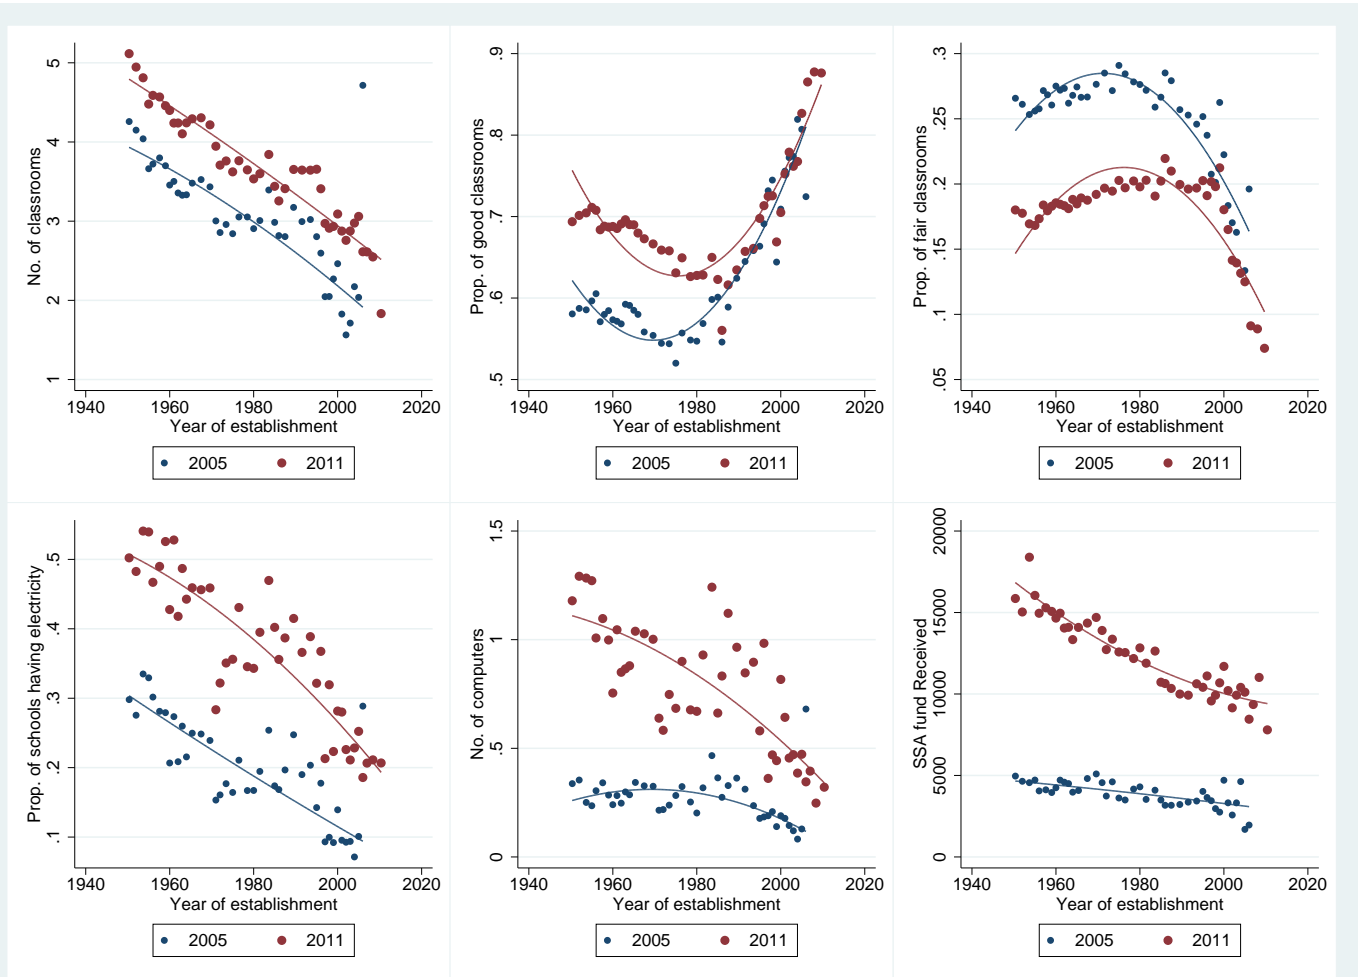 No. of classrooms
5
4
3
2
1
1940 1960 1980 2000 2020
Year of establishment
2005 2011
Prop. of good classrooms
.9
.8
.7
.6
.5
1940 1960 1980 2000 2020
Year of establishment
2005 2011
Prop. of fair classrooms
.3
.25
.2
.15
.1
.05
1940 1960 1980 2000 2020
Year of establishment
2005 2011
Prop. of schools having electricity
.5
.4
.3
.2
.1
1940 1960 1980 2000 2020
Year of establishment
2005 2011
No. of computers
1.5
1
.5
0
1940 1960 1980 2000 2020
Year of establishment
2005 2011
SSA fund Received
20000
15000
10000
5000
0
1940 1960 1980 2000 2020
Year of establishment
2005 2011